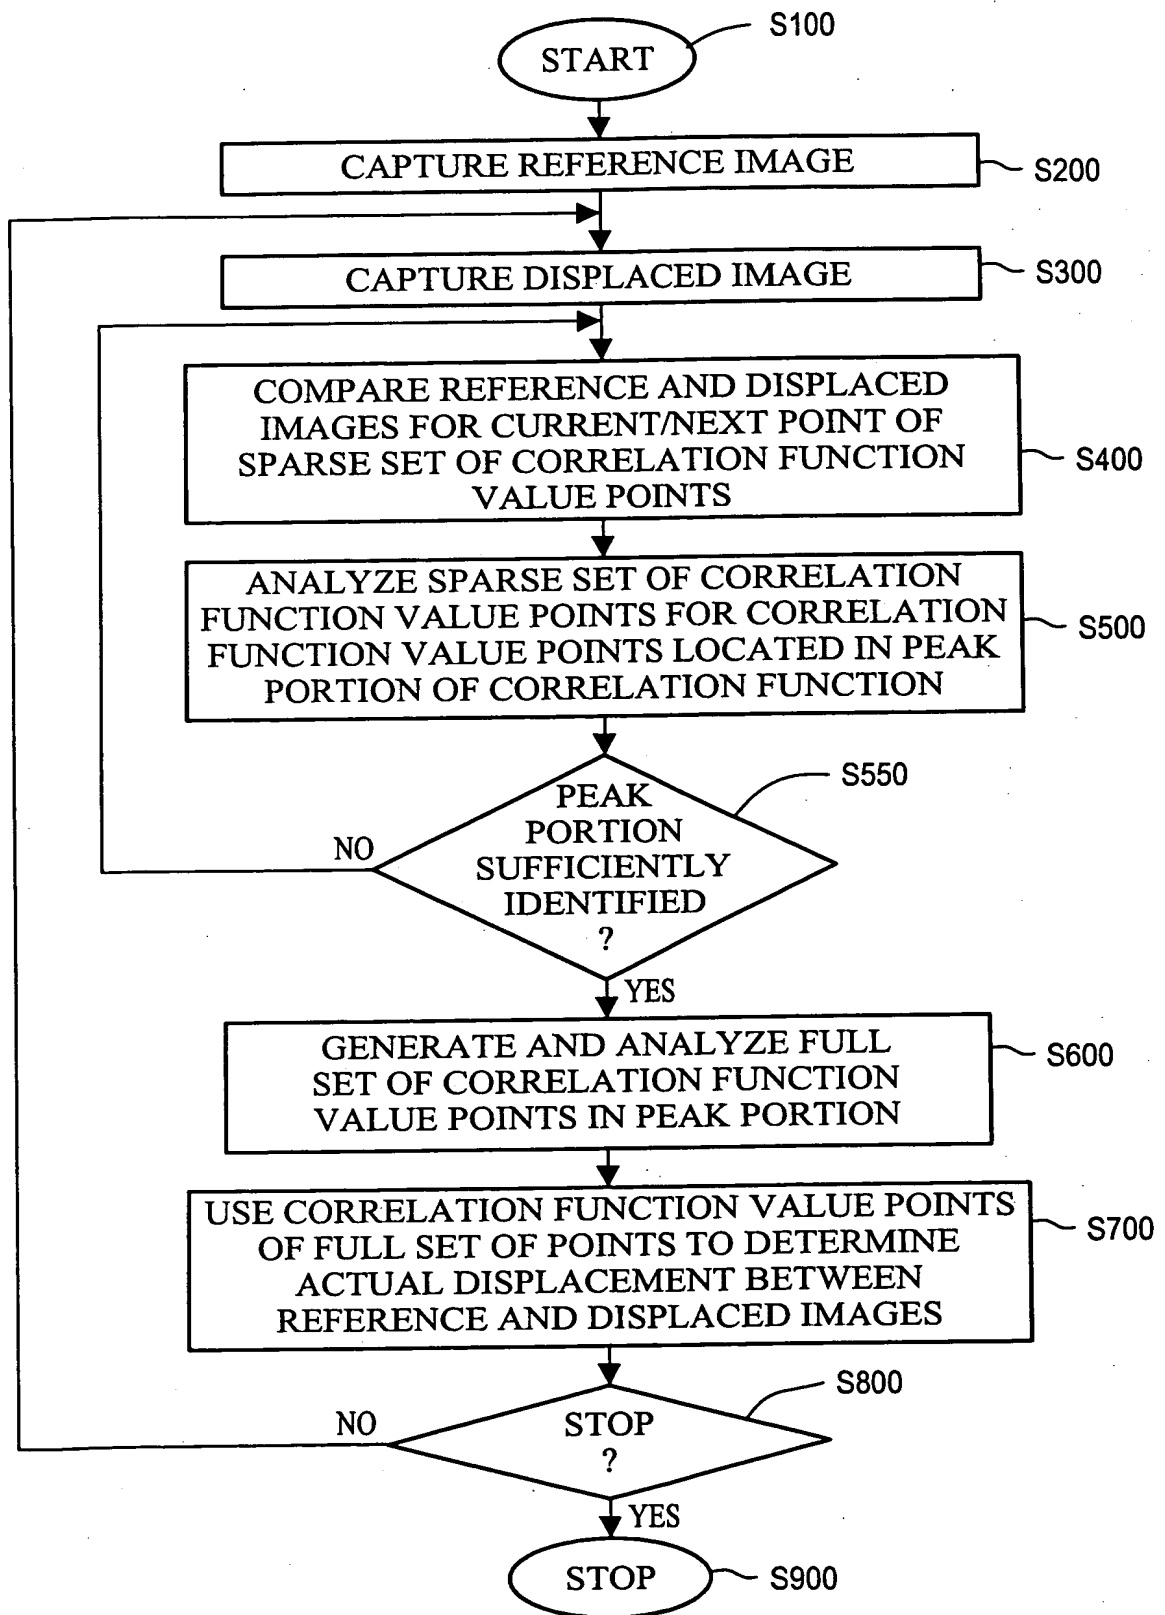 S100
START
CAPTURE REFERENCE IMAGE
S200
CAPTURE DISPLACED IMAGE
S300
COMPARE REFERENCE AND DISPLACED
IMAGES FOR CURRENT/NEXT POINT OF
SPARSE SET OF CORRELATION FUNCTION
VALUE POINTS
S400
ANALYZE SPARSE SET OF CORRELATION
FUNCTION VALUE POINTS FOR CORRELATION
FUNCTION VALUE POINTS LOCATED IN PEAK
PORTION OF CORRELATION FUNCTION
S500
S550
PEAK
PORTION
SUFFICIENTLY
IDENTIFIED
?
NO
YES
GENERATE AND ANALYZE FULL
SET OF CORRELATION FUNCTION
VALUE POINTS IN PEAK PORTION
S600
USE CORRELATION FUNCTION VALUE POINTS
OF FULL SET OF POINTS TO DETERMINE
ACTUAL DISPLACEMENT BETWEEN
REFERENCE AND DISPLACED IMAGES
S700
S800
NO
STOP
?
YES
STOP
S900